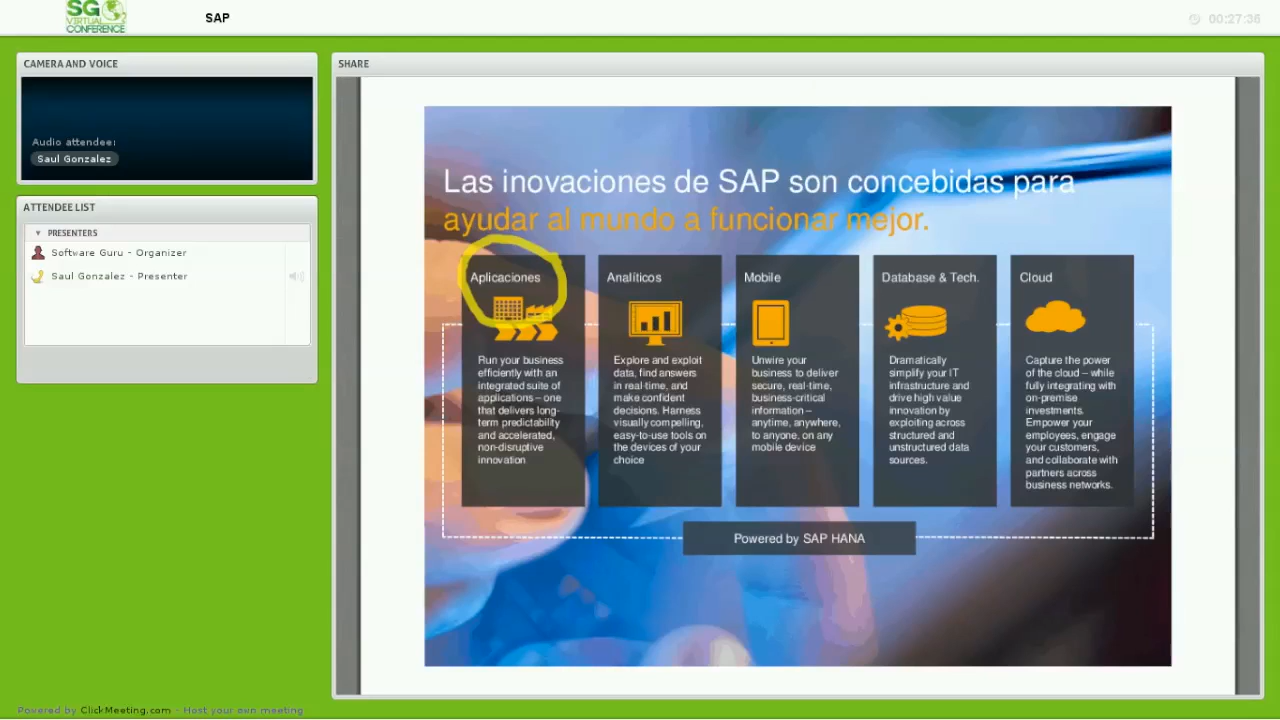 SG
VIRTUAL
CONFERENCE
SAP
00:27:36
CAMERA AND VOICE
Audio attendee:
Saul Gonzalez
ATTENDEE LIST
PRESENTERS
Software Guru - Organizer
Saul Gonzalez - Presenter
SHARE
Las inovaciones de SAP son concebidas para
ayudar al mundo a funcionar mejor.
Aplicaciones
Run your business
efficiently with an
integrated suite of
applications – one
that delivers long-
term predictability
and accelerated,
non-disruptive
innovation
Analíticos
Explore and exploit
data, find answers
in real-time, and
make confident
decisions. Harness
visually compelling,
easy-to-use tools on
the devices of your
choice
Mobile
Unwire your
business to deliver
secure, real-time,
business-critical
information –
anytime, anywhere,
to anyone, on any
mobile device
Database & Tech.
Dramatically
simplify your IT
infrastructure and
drive high value
innovation by
exploiting across
structured and
unstructured data
sources.
Cloud
Capture the power
of the cloud – while
fully integrating with
on-premise
investments.
Empower your
employees, engage
your customers,
and collaborate with
partners across
business networks.
Powered by SAP HANA
Powered by ClickMeeting.com - Host your own meeting